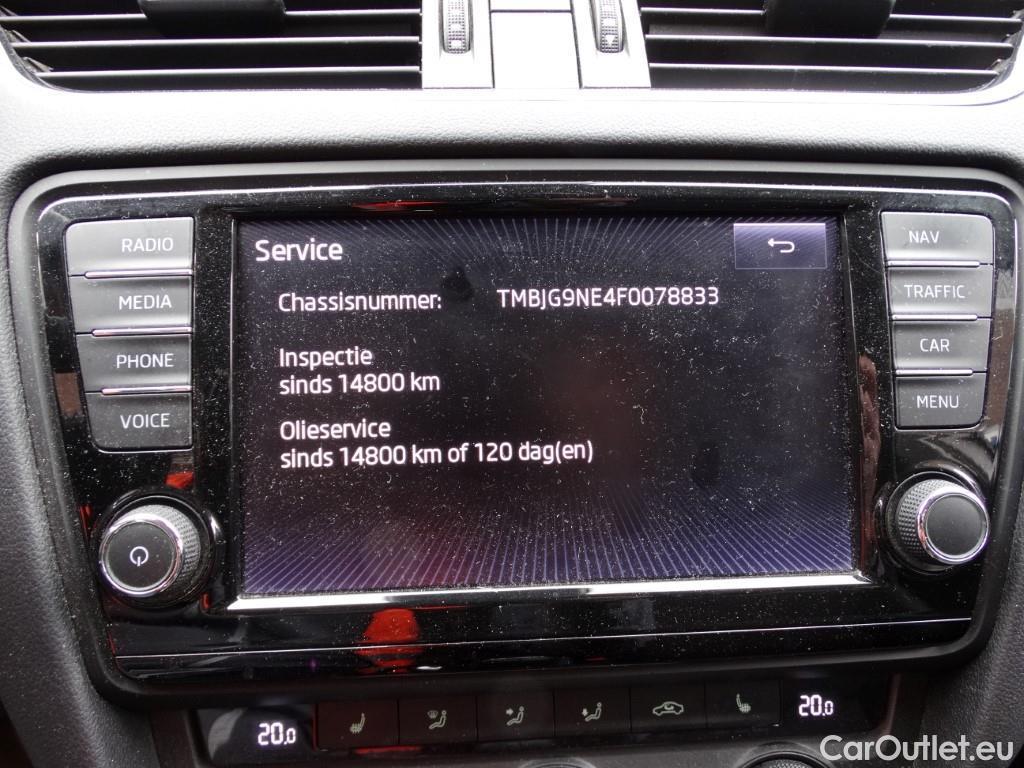 Service
Chassisnummer: TMBJG9NE4F0078833
Inspectie
sinds 14800 km
Olieservice
sinds 14800 km of 120 dag(en)
RADIO
MEDIA
PHONE
VOICE
NAV
TRAFFIC
CAR
MENU
20.0
20.0
CarOutlet.eu